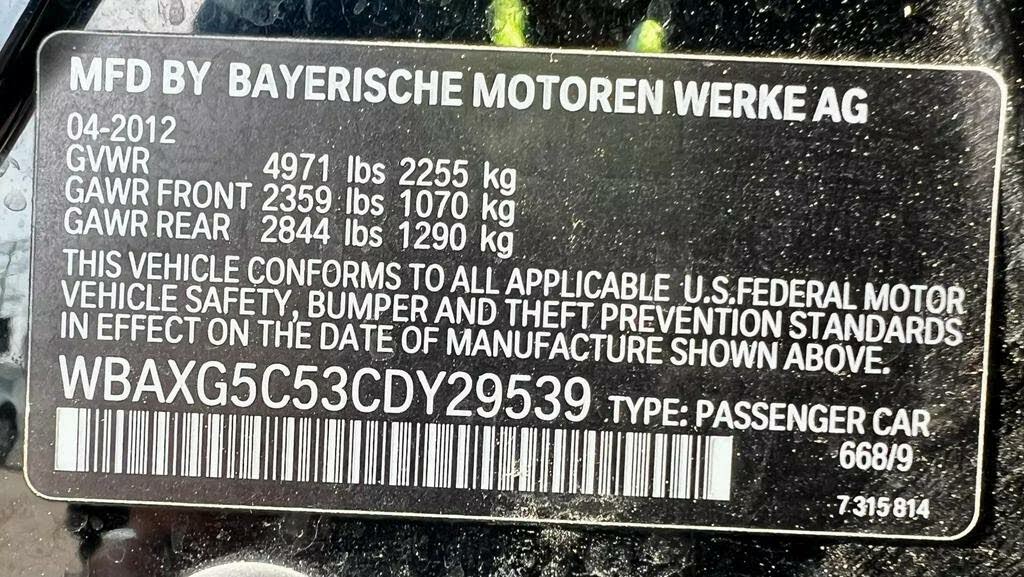 MFD BY BAYERISCHE MOTOREN WERKE AG
04-2012
GVWR 4971 lbs 2255 kg
GAWR FRONT 2359 lbs 1070 kg
GAWR REAR 2844 lbs 1290 kg
THIS VEHICLE CONFORMS TO ALL APPLICABLE U.S.FEDERAL MOTOR
VEHICLE SAFETY, BUMPER AND THEFT PREVENTION STANDARDS
IN EFFECT ON THE DATE OF MANUFACTURE SHOWN ABOVE.
WBAXG5C53CDY29539 TYPE: PASSENGER CAR
668/9
7 315 814